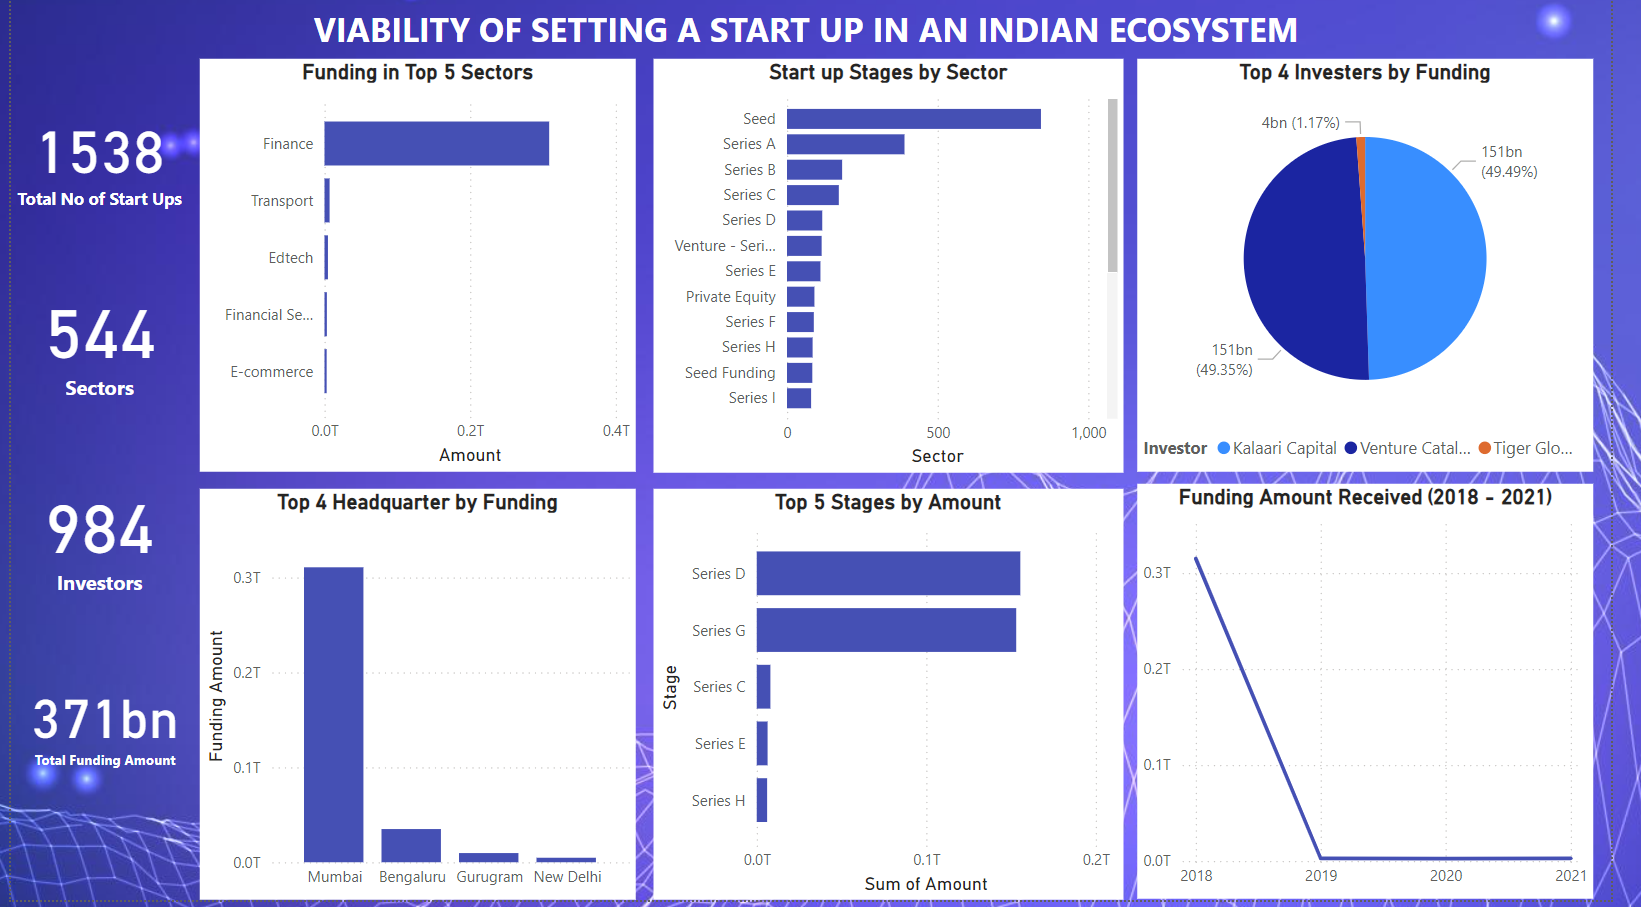 VIABILITY OF SETTING A START UP IN AN INDIAN ECOSYSTEM
1538
Total No of Start Ups
544
Sectors
984
Investors
371bn
Total Funding Amount
Funding in Top 5 Sectors
Finance
Transport
Edtech
Financial Se...
E-commerce
0.0T 0.2T 0.4T
Amount
Start up Stages by Sector
Seed
Series A
Series B
Series C
Series D
Venture - Seri...
Series E
Private Equity
Series F
Series H
Seed Funding
Series I
0 500 1,000
Sector
Top 4 Investers by Funding
4bn (1.17%)
151bn
(49.49%)
151bn
(49.35%)
Investor Kalaari Capital Venture Catal... Tiger Glo...
Top 4 Headquarter by Funding
Funding Amount
0.3T
0.2T
0.1T
0.0T
Mumbai Bengaluru Gurugram New Delhi
Top 5 Stages by Amount
Stage
Series D
Series G
Series C
Series E
Series H
0.0T 0.1T 0.2T
Sum of Amount
Funding Amount Received (2018 - 2021)
0.3T
0.2T
0.1T
0.0T
2018 2019 2020 2021